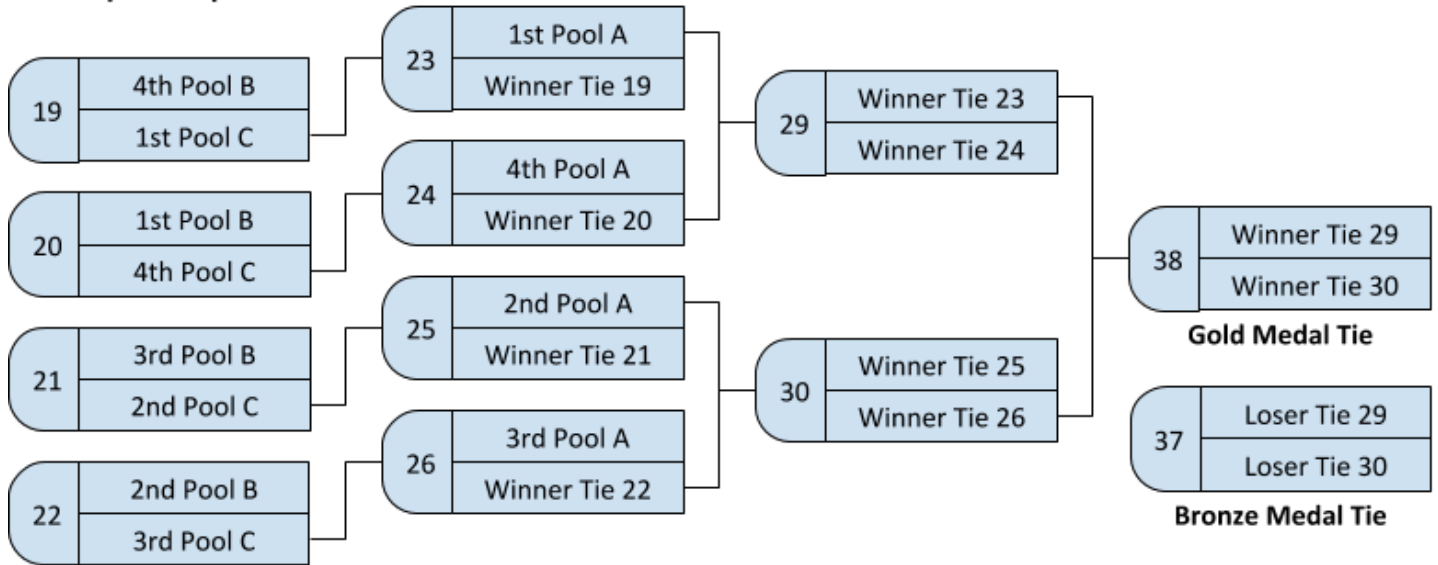 19
4th Pool B
1st Pool C
20
1st Pool B
4th Pool C
21
3rd Pool B
2nd Pool C
22
2nd Pool B
3rd Pool C
23
1st Pool A
Winner Tie 19
24
4th Pool A
Winner Tie 20
25
2nd Pool A
Winner Tie 21
26
3rd Pool A
Winner Tie 22
29
Winner Tie 23
Winner Tie 24
30
Winner Tie 25
Winner Tie 26
38
Winner Tie 29
Winner Tie 30
Gold Medal Tie
37
Loser Tie 29
Loser Tie 30
Bronze Medal Tie